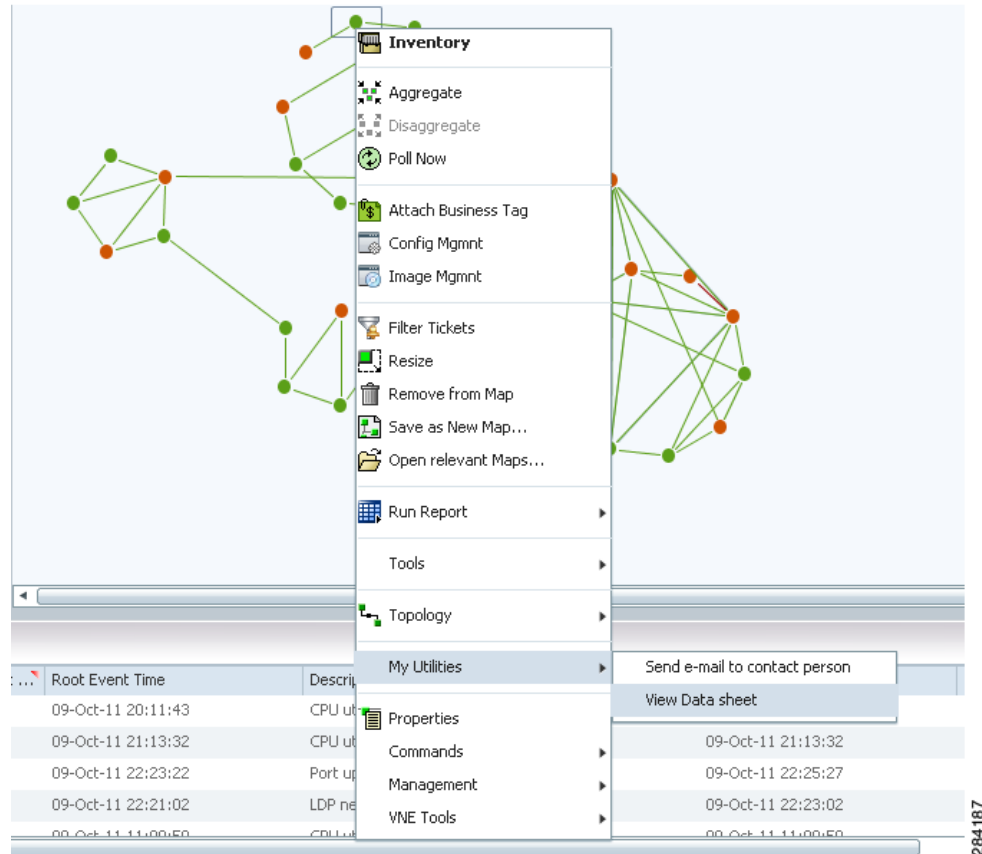 Inventory
Aggregate
Disaggregate
Poll Now
Attach Business Tag
Config Mgmnt
Image Mgmnt
Filter Tickets
Resize
Remove from Map
Save as New Map...
Open relevant Maps...
Run Report
Tools
Topology
My Utilities
Send e-mail to contact person
View Data sheet
Properties
Commands
Management
VNE Tools
: ... Root Event Time Descrip
09-Oct-11 20:11:43 CPU ut
09-Oct-11 21:13:32 CPU ut 09-Oct-11 21:13:32
09-Oct-11 22:23:22 Port up 09-Oct-11 22:25:27
09-Oct-11 22:21:02 LDP ne 09-Oct-11 22:23:02
284187